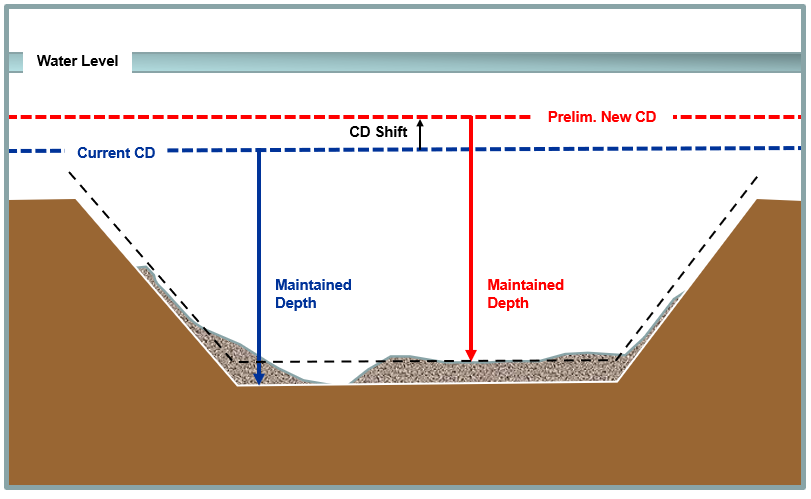 Water Level
Prelim. New CD
CD Shift
Current CD
Maintained
Depth
Maintained
Depth